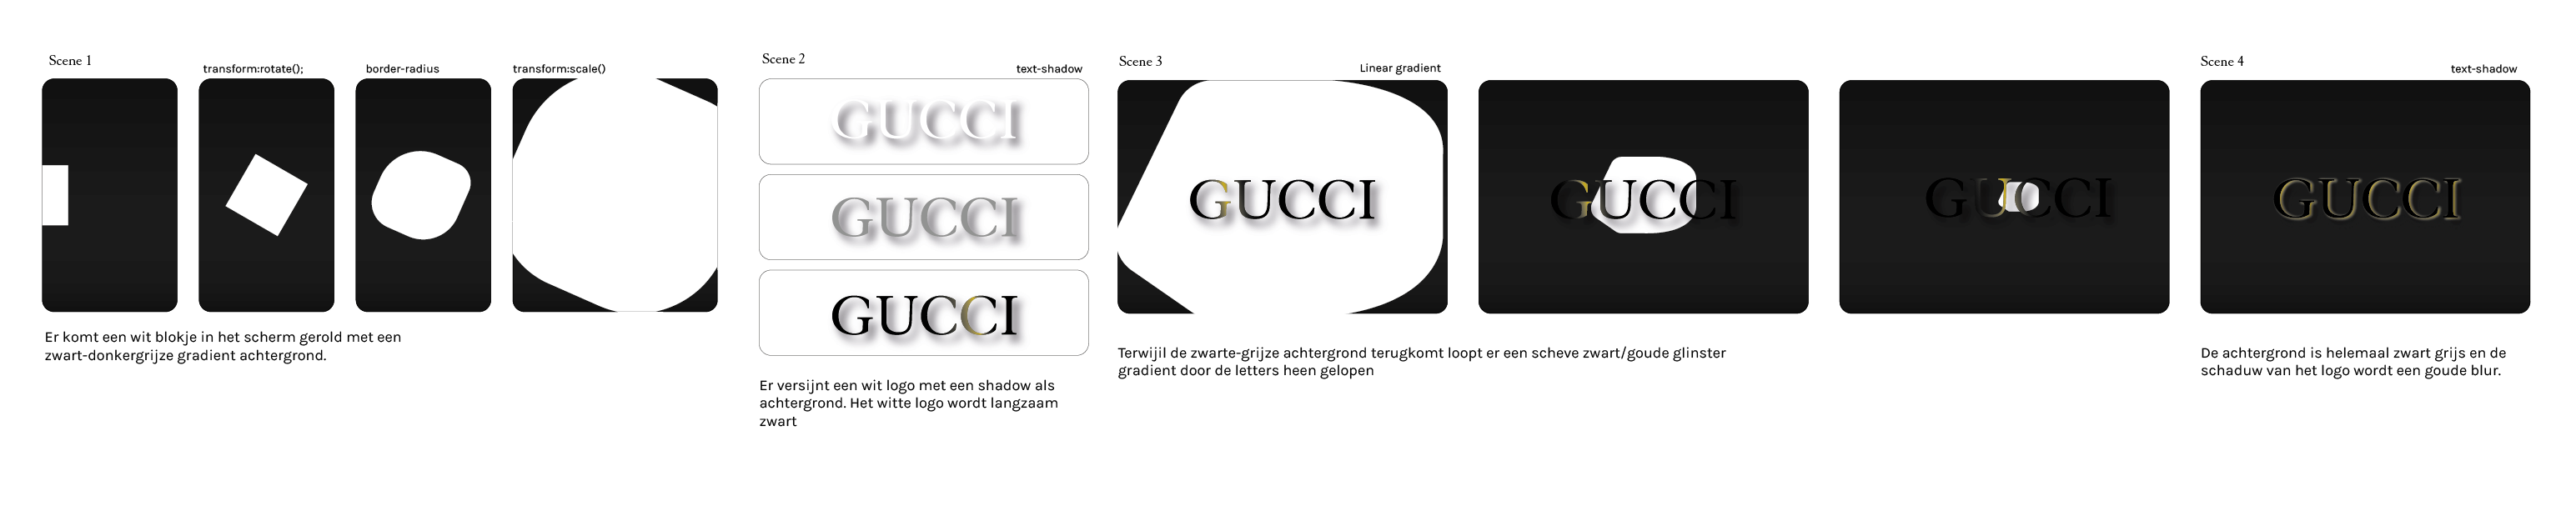 Scene 1
transform:rotate();
border-radius
transform:scale()
Er komt een wit blokje in het scherm gerold met een
zwart-donkergrijze gradient achtergrond.
Scene 2
text-shadow
GUCCI
GUCCI
GUCCI
Er versijnt een wit logo met een shadow als
achtergrond. Het witte logo wordt langzaam
zwart
Scene 3
Linear gradient
GUCCI
GUCCI
GUCCI
Terwijil de zwarte-grijze achtergrond terugkomt loopt er een scheve zwart/goude glinster
gradient door de letters heen gelopen
Scene 4
text-shadow
GUCCI
De achtergrond is helemaal zwart grijs en de
schaduw van het logo wordt een goude blur.